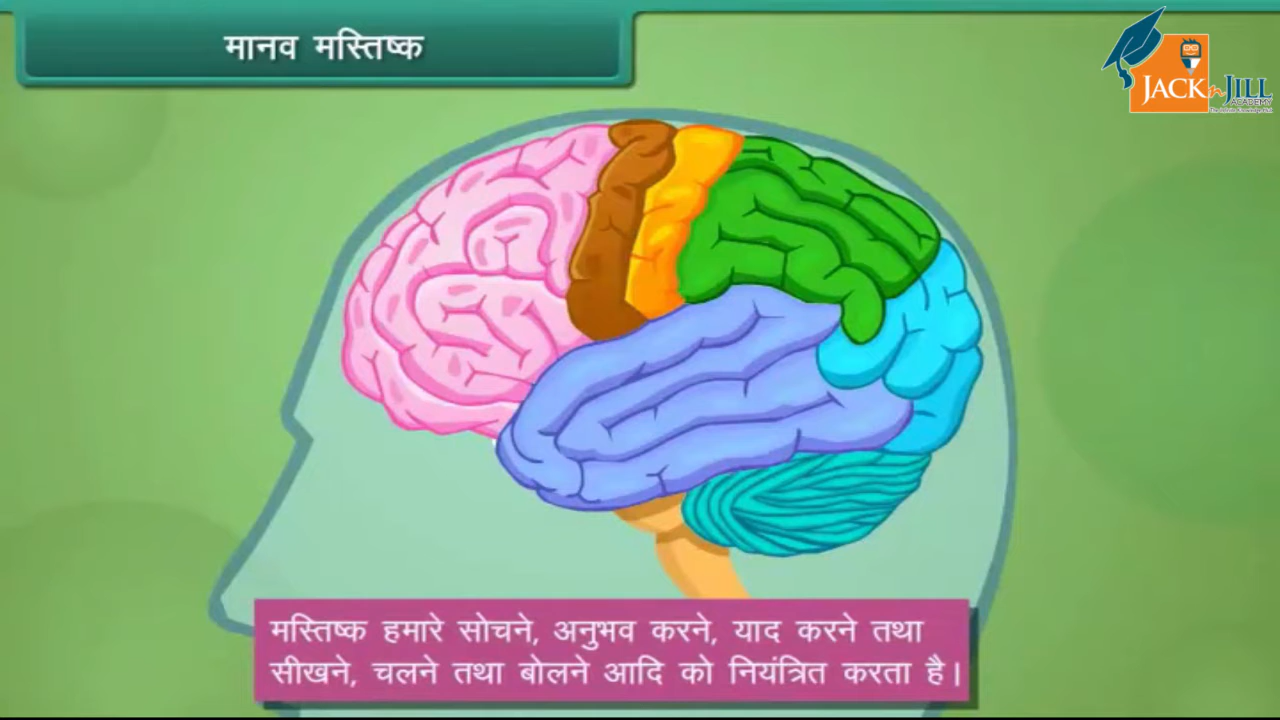 मानव मस्तिष्क
JACK n JILL
ACADEMY
मस्तिष्क हमारे सोचने, अनुभव करने, याद करने तथा
सीखने, चलने तथा बोलने आदि को नियंत्रित करता है।